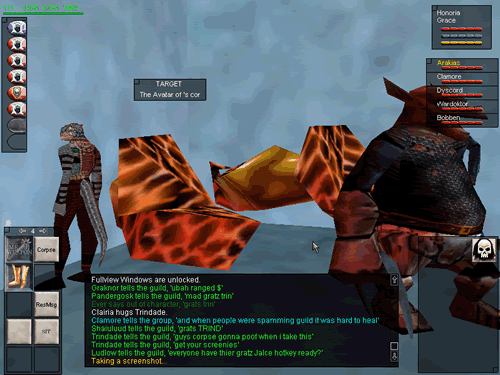 Honoria
Grace
TARGET
The Avatar of 's cor
Arakias
Clamore
Dyscord
Wardoktor
Bobben
4
Corpse
ResMsg
SIT
Fullview Windows are unlocked.
Graknor tells the guild, 'ubah ranged $'
Pandergosk tells the guild, 'mad gratz trin'
Ever says out of character, 'grats trin'
Clairia hugs Trindade.
Clamore tells the group, 'and when people were spamming guild it was hard to heal'
Shaiuluud tells the guild, 'grats TRIND'
Trindade tells the guild, 'guys corpse gonna poot when i take this'
Trindade tells the guild, 'get your screenies'
Ludlow tells the guild, 'everyone have thier gratz Jalce hotkey ready?'
Taking a screenshot...